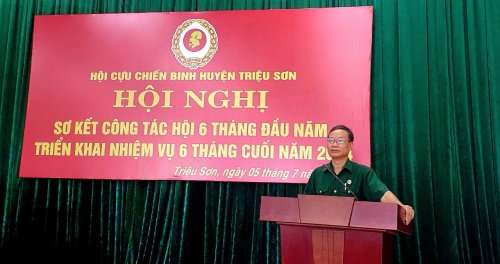 HỘI CỰU CHIẾN BINH HUYỆN TRIỆU SƠN
HỘI NGHỊ
SƠ KẾT CÔNG TÁC HỘI 6 THÁNG ĐẦU NĂM
TRIỂN KHAI NHIỆM VỤ 6 THÁNG CUỐI NĂM
Triệu Sơn, ngày 05 tháng 7